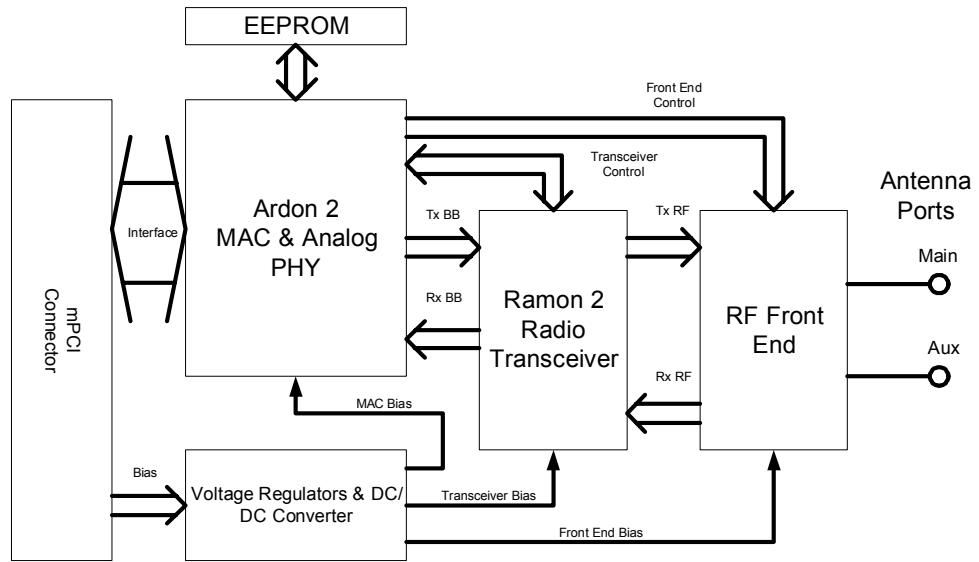 EEPROM
Front End
Control
Transceiver
Control
Antenna
Ports
Ardon 2
MAC & Analog
PHY
Interface
Tx BB
Tx RF
Main
mPCI
Connector
Rx BB
Ramon 2
Radio
Transceiver
RF Front
End
Aux
Rx RF
MAC Bias
Bias
Voltage Regulators & DC/
DC Converter
Transceiver Bias
Front End Bias